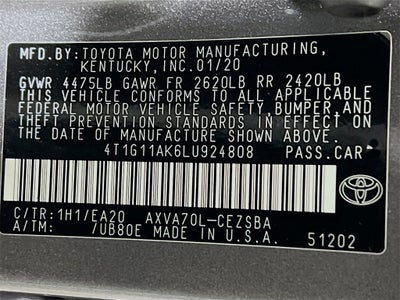 MFD.BY:TOYOTA MOTOR MANUFACTURING,
KENTUCKY,INC.01/20
GVWR 4475LB GAWR FR 2620LB RR 2420LB
THIS VEHICLE CONFORMS TO ALL APPLICABLE
FEDERAL MOTOR VEHICLE SAFETY, BUMPER,AND
THEFT PREVENTION STANDARDS IN EFFECT ON
THE DATE OF MANUFACTURE SHOWN ABOVE.
4T1G11AK6LU924808 PASS.CAR
C/TR:1H1/EA20 AXVA70L-CEZSBA
A/TM: /UB80E MADE IN U.S.A.
TOYOTA
51202